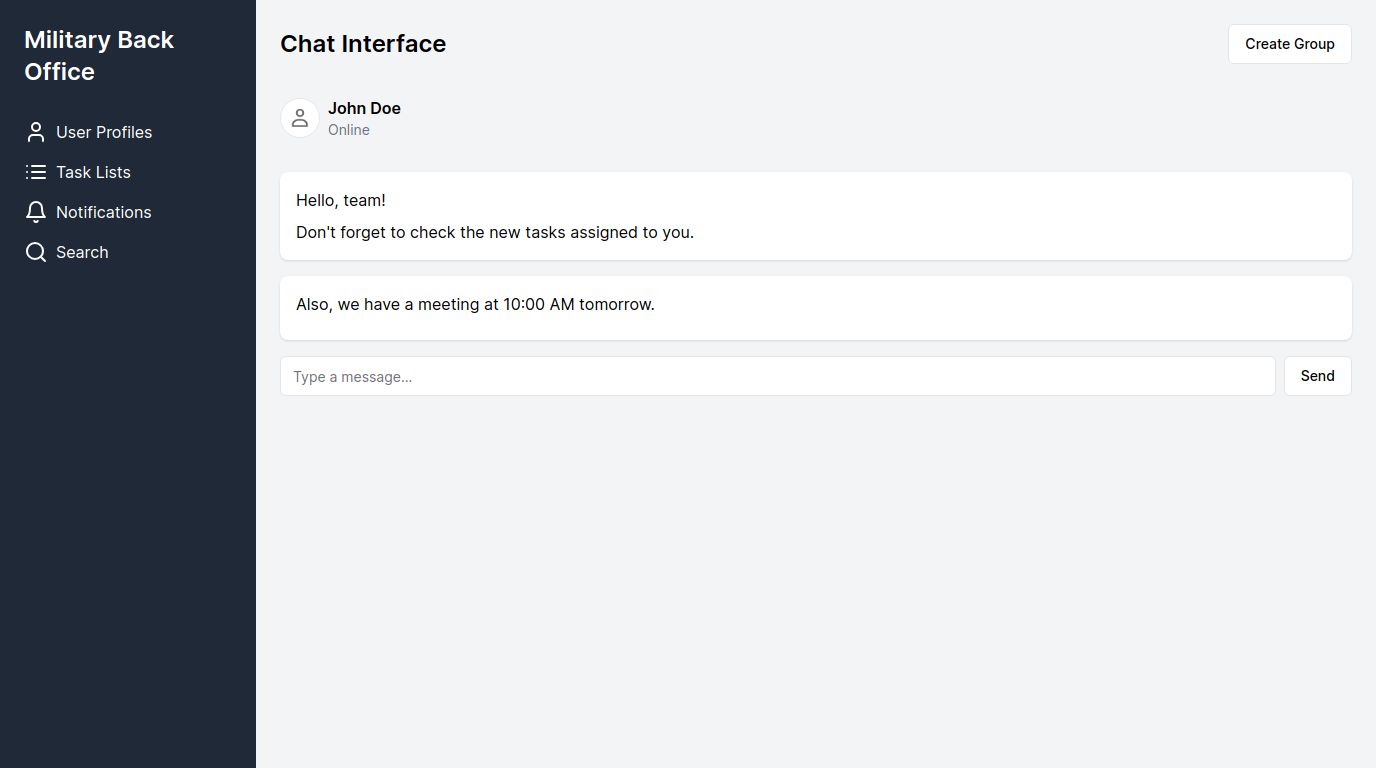 Military Back
Office
User Profiles
Task Lists
Notifications
Search
Chat Interface
Create Group
John Doe
Online
Hello, team!
Don't forget to check the new tasks assigned to you.
Also, we have a meeting at 10:00 AM tomorrow.
Type a message...
Send